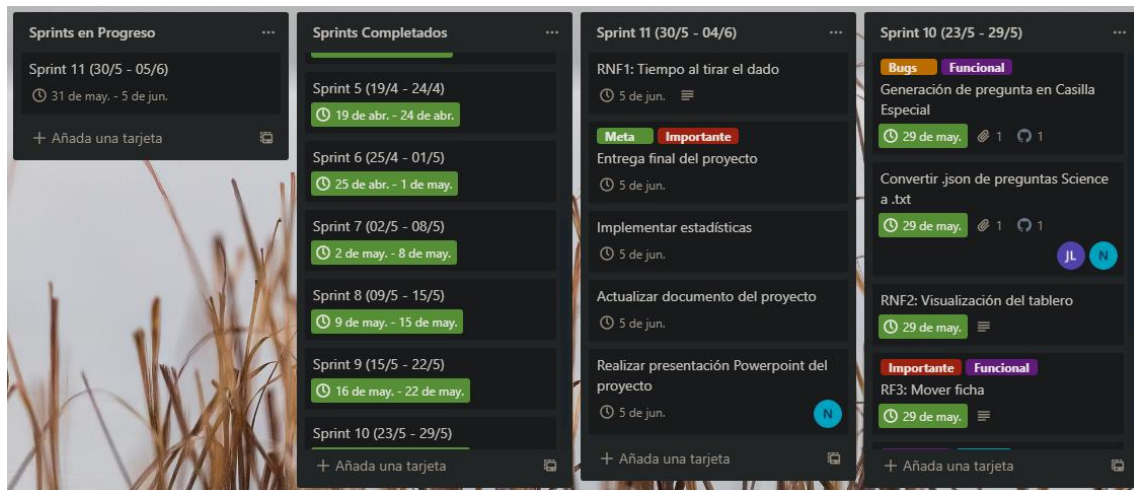 Sprints en Progreso
Sprint 11 (30/5 - 05/6)
31 de may. - 5 de jun.
+ Añada una tarjeta
Sprints Completados
Sprint 5 (19/4 - 24/4)
19 de abr. - 24 de abr.
Sprint 6 (25/4 - 01/5)
25 de abr. - 1 de may.
Sprint 7 (02/5 - 08/5)
2 de may. - 8 de may.
Sprint 8 (09/5 - 15/5)
9 de may. - 15 de may.
Sprint 9 (15/5 - 22/5)
16 de may. - 22 de may.
Sprint 10 (23/5 - 29/5)
+ Añada una tarjeta
Sprint 11 (30/5 - 04/6)
RNF1: Tiempo al tirar el dado
5 de jun.
Meta Importante
Entrega final del proyecto
5 de jun.
Implementar estadísticas
5 de jun.
Actualizar documento del proyecto
5 de jun.
Realizar presentación Powerpoint del
proyecto
5 de jun.
N
+ Añada una tarjeta
Sprint 10 (23/5 - 29/5)
Bugs Funcional
Generación de pregunta en Casilla
Especial
29 de may. 1 1
Convertir .json de preguntas Science
a .txt
29 de may. 1 1
JL N
RNF2: Visualización del tablero
29 de may.
Importante Funcional
RF3: Mover ficha
29 de may.
+ Añada una tarjeta